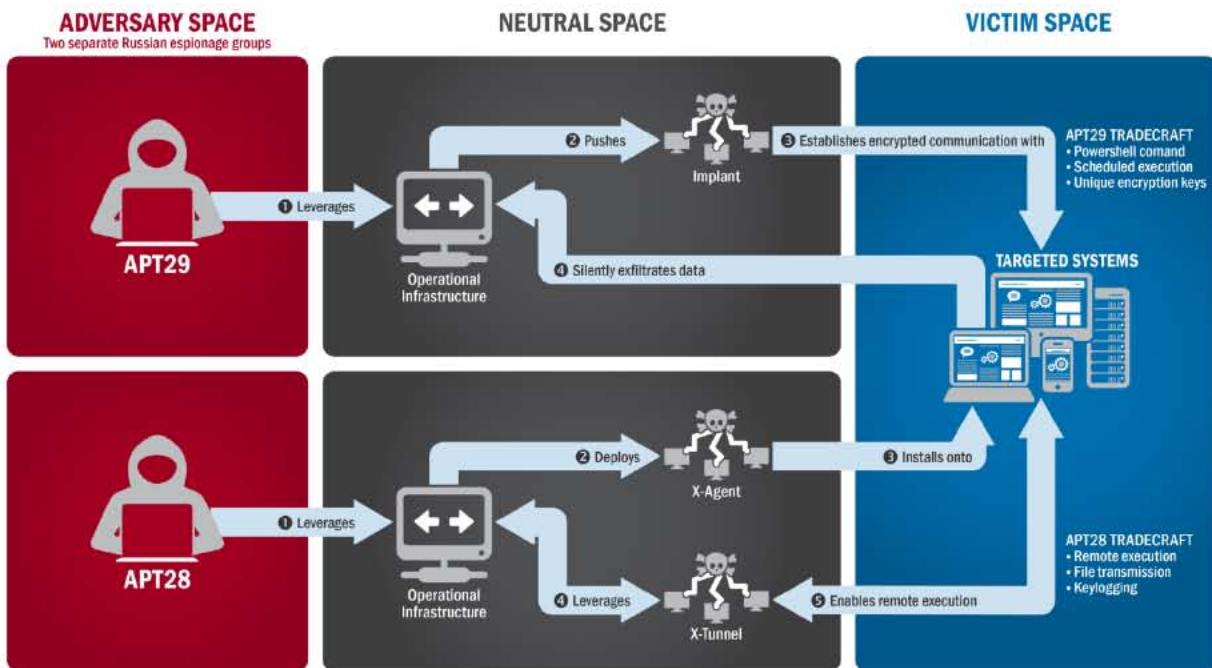 ADVERSARY SPACE
Two separate Russian espionage groups
NEUTRAL SPACE
VICTIM SPACE
APT29
❶ Leverages
Operational
Infrastructure
❷ Pushes
Implant
❸ Establishes encrypted communication with
❹ Silently exfiltrates data
APT29 TRADECRAFT
• Powershell comand
• Scheduled execution
• Unique encryption keys
TARGETED SYSTEMS
APT28
❶ Leverages
Operational
Infrastructure
❷ Deploys
X-Agent
❸ Installs onto
❹ Leverages
X-Tunnel
❺ Enables remote execution
APT28 TRADECRAFT
• Remote execution
• File transmission
• Keylogging